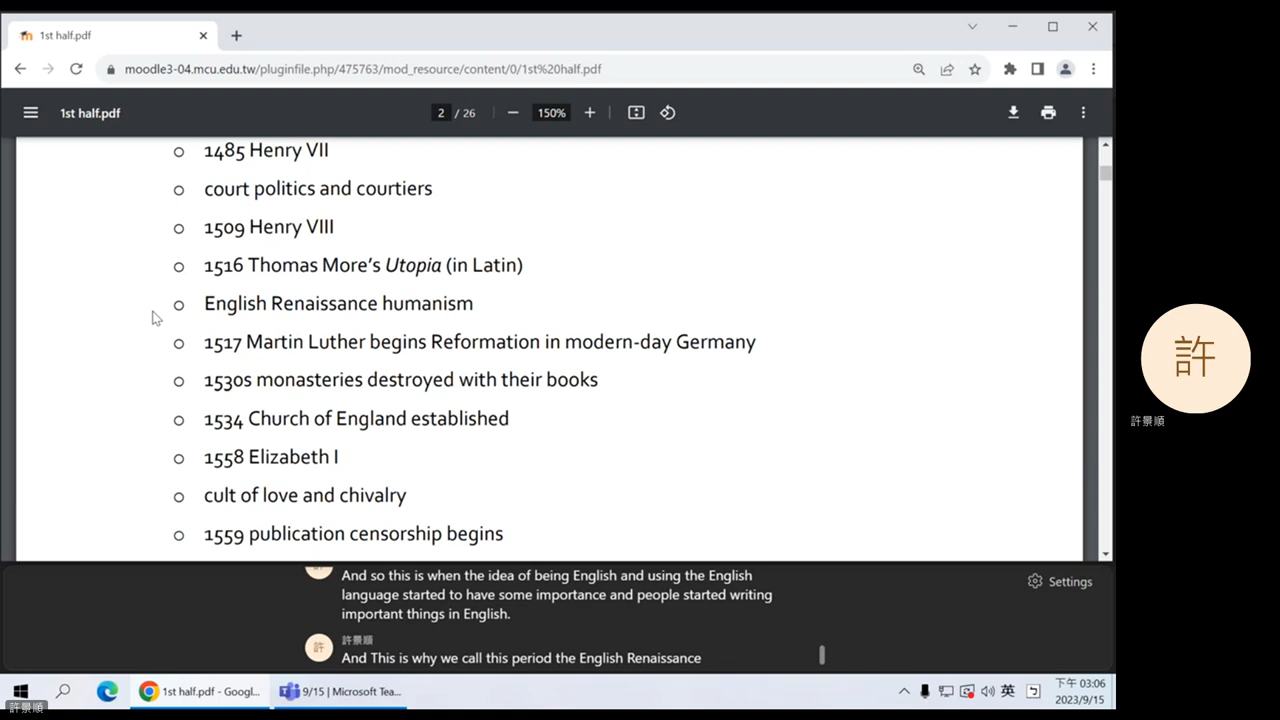 1st half.pdf
moodle3-04.mcu.edu.tw/pluginfile.php/475763/mod_resource/content/0/1st%20half.pdf
1st half.pdf
2 / 26
150%
1485 Henry VII
court politics and courtiers
1509 Henry VIII
1516 Thomas More's Utopia (in Latin)
English Renaissance humanism
1517 Martin Luther begins Reformation in modern-day Germany
1530s monasteries destroyed with their books
1534 Church of England established
1558 Elizabeth I
cult of love and chivalry
1559 publication censorship begins
許
許景順
And so this is when the idea of being English and using the English
language started to have some importance and people started writing
important things in English.
Settings
許
許景順
And This is why we call this period the English Renaissance
1st half.pdf - Googl...
9/15 | Microsoft Tea...
英
ㄅ
下午 03:06
2023/9/15
許景順